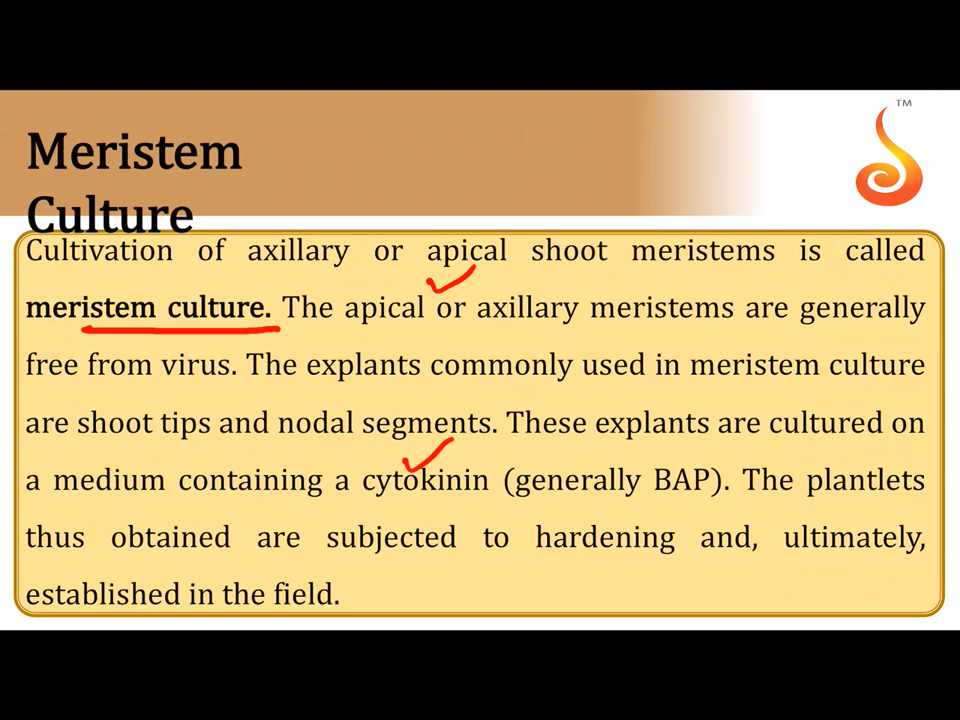 TM
Meristem
Culture
Cultivation of axillary or apical shoot meristems is called
meristem culture. The apical or axillary meristems are generally
free from virus. The explants commonly used in meristem culture
are shoot tips and nodal segments. These explants are cultured on
a medium containing a cytokinin (generally BAP). The plantlets
thus obtained are subjected to hardening and, ultimately,
established in the field.